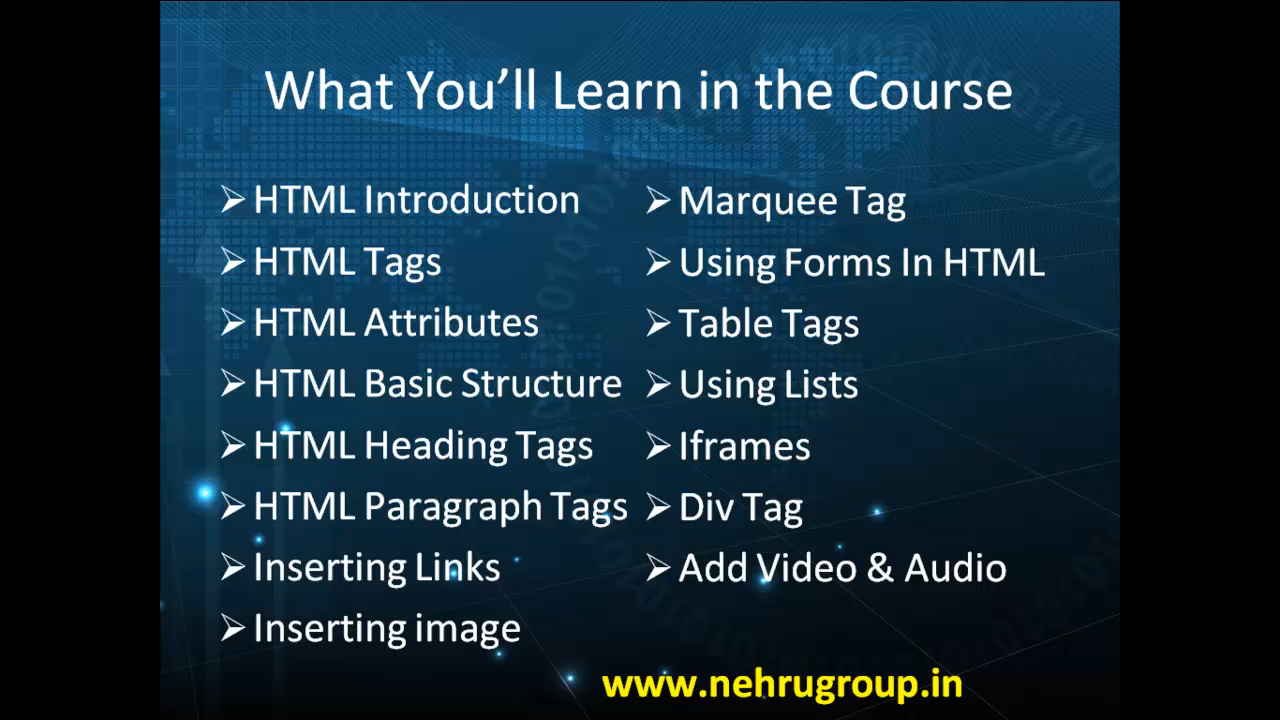 What You’ll Learn in the Course
➢HTML Introduction
➢HTML Tags
➢HTML Attributes
➢HTML Basic Structure
➢HTML Heading Tags
➢HTML Paragraph Tags
➢Inserting Links
➢Inserting image
➢Marquee Tag
➢Using Forms In HTML
➢Table Tags
➢Using Lists
➢Iframes
➢Div Tag
➢Add Video & Audio
www.nehrugroup.in